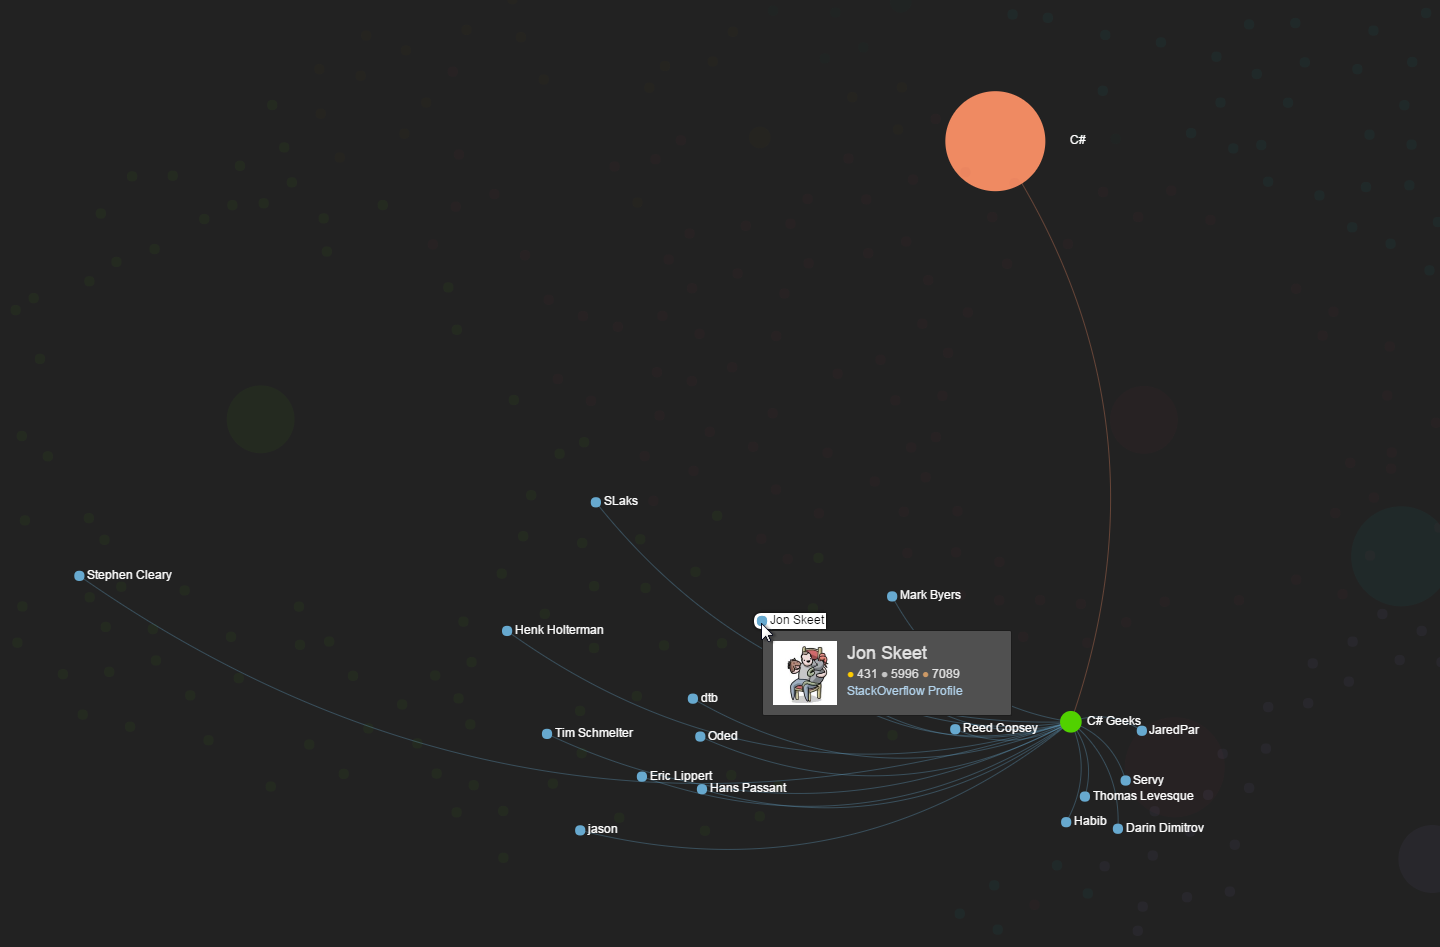 C#
SLaks
Stephen Cleary
Mark Byers
Jon Skeet
Henk Holterman
Jon Skeet
431 5996 7089
StackOverflow Profile
dtb
C# Geeks
Reed Copsey
JaredPar
Tim Schmelter
Oded
Eric Lippert
Servy
Hans Passant
Thomas Levesque
Habib
jason
Darin Dimitrov